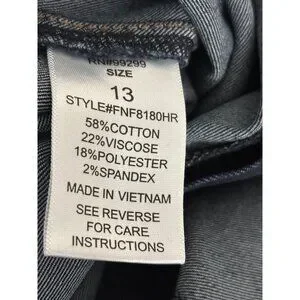 RN#99299
SIZE
13
STYLE#FNF8180HR
58%COTTON
22%VISCOSE
18%POLYESTER
2%SPANDEX
MADE IN VIETNAM
SEE REVERSE
FOR CARE
INSTRUCTIONS